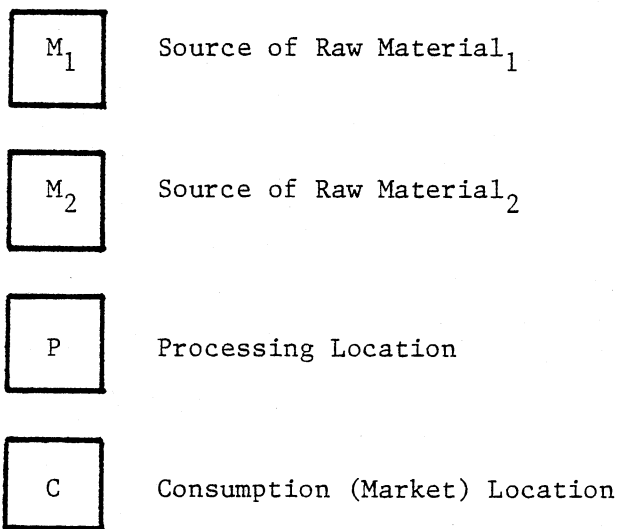 M1 Source of Raw Material1
M2 Source of Raw Material2
P Processing Location
C Consumption (Market) Location